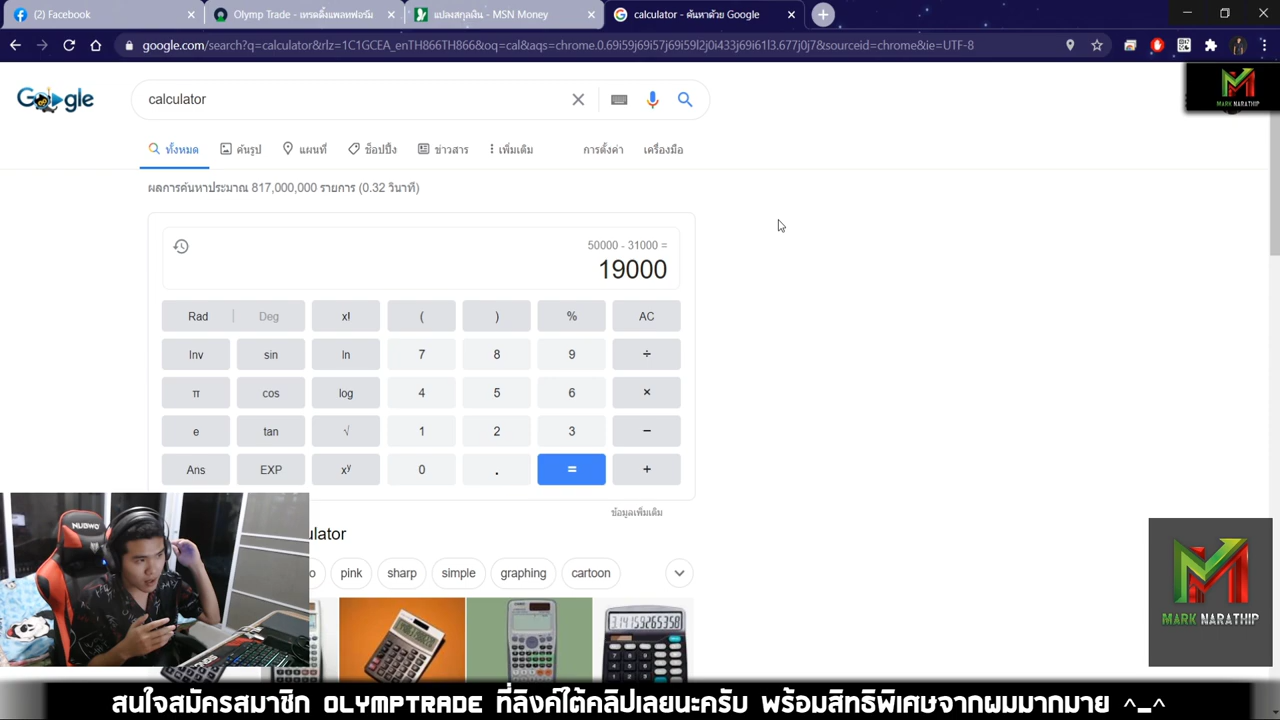 (2) Facebook
Olymp Trade - เทรดดิ้งแพลทฟอร์ม
แปลงสกุลเงิน - MSN Money
calculator - ค้นหาด้วย Google
google.com/search?q=calculator&rlz=1C1GCEA_enTH866TH866&oq=cal&aqs=chrome.0.69i59j69i57j69i59l2j0i433j69i61l3.677j0j7&sourceid=chrome&ie=UTF-8
Google
calculator
MARK NARATHIP
ทั้งหมด ค้นรูป แผนที่ ช็อปปิ้ง ข่าวสาร เพิ่มเติม การตั้งค่า เครื่องมือ
ผลการค้นหาประมาณ 817,000,000 รายการ (0.32 วินาที)
50000 - 31000 =
19000
Rad Deg x! ( ) % AC
Inv sin ln 7 8 9 ÷
π cos log 4 5 6 ×
e tan √ 1 2 3 −
Ans EXP xʸ 0 . = +
ข้อมูลเพิ่มเติม
ulator
o pink sharp simple graphing cartoon
NUBWO
3.14159265358
MARK NARATHIP
สนใจสมัครสมาชิก OLYMPTRADE ที่ลิงค์ใต้คลิปเลยนะครับ พร้อมสิทธิพิเศษจากผมมากมาย ^_^